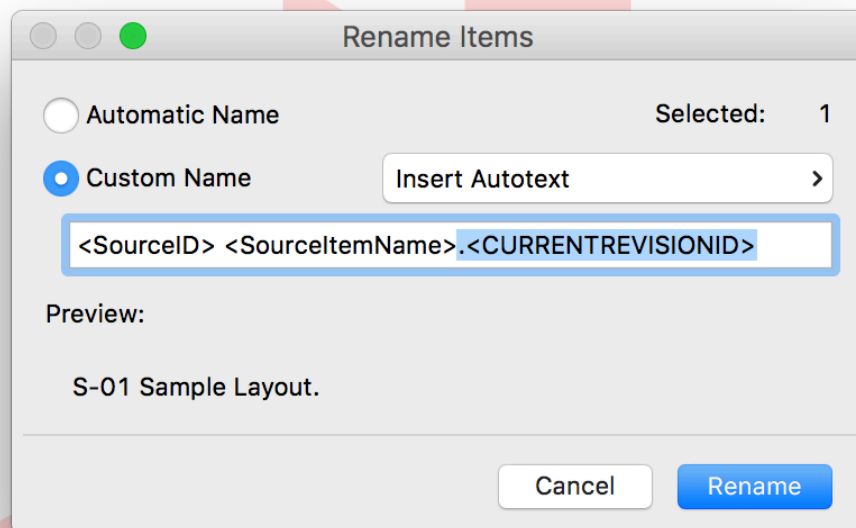 Rename Items
Automatic Name Selected: 1
Custom Name Insert Autotext
<SourceID> <SourceItemName>.<CURRENTREVISIONID>
Preview:
S-01 Sample Layout.
Cancel Rename